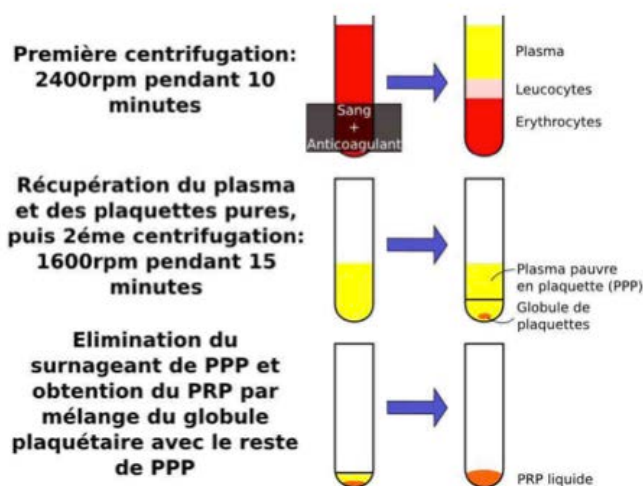 Première centrifugation:
2400rpm pendant 10
minutes
Sang
+
Anticoagulant
Plasma
Leucocytes
Erythrocytes
Récupération du plasma
et des plaquettes pures,
puis 2éme centrifugation:
1600rpm pendant 15
minutes
Plasma pauvre
en plaquette (PPP)
Globule de
plaquettes
Elimination du
surnageant de PPP et
obtention du PRP par
mélange du globule
plaquétaire avec le reste
de PPP
PRP liquide